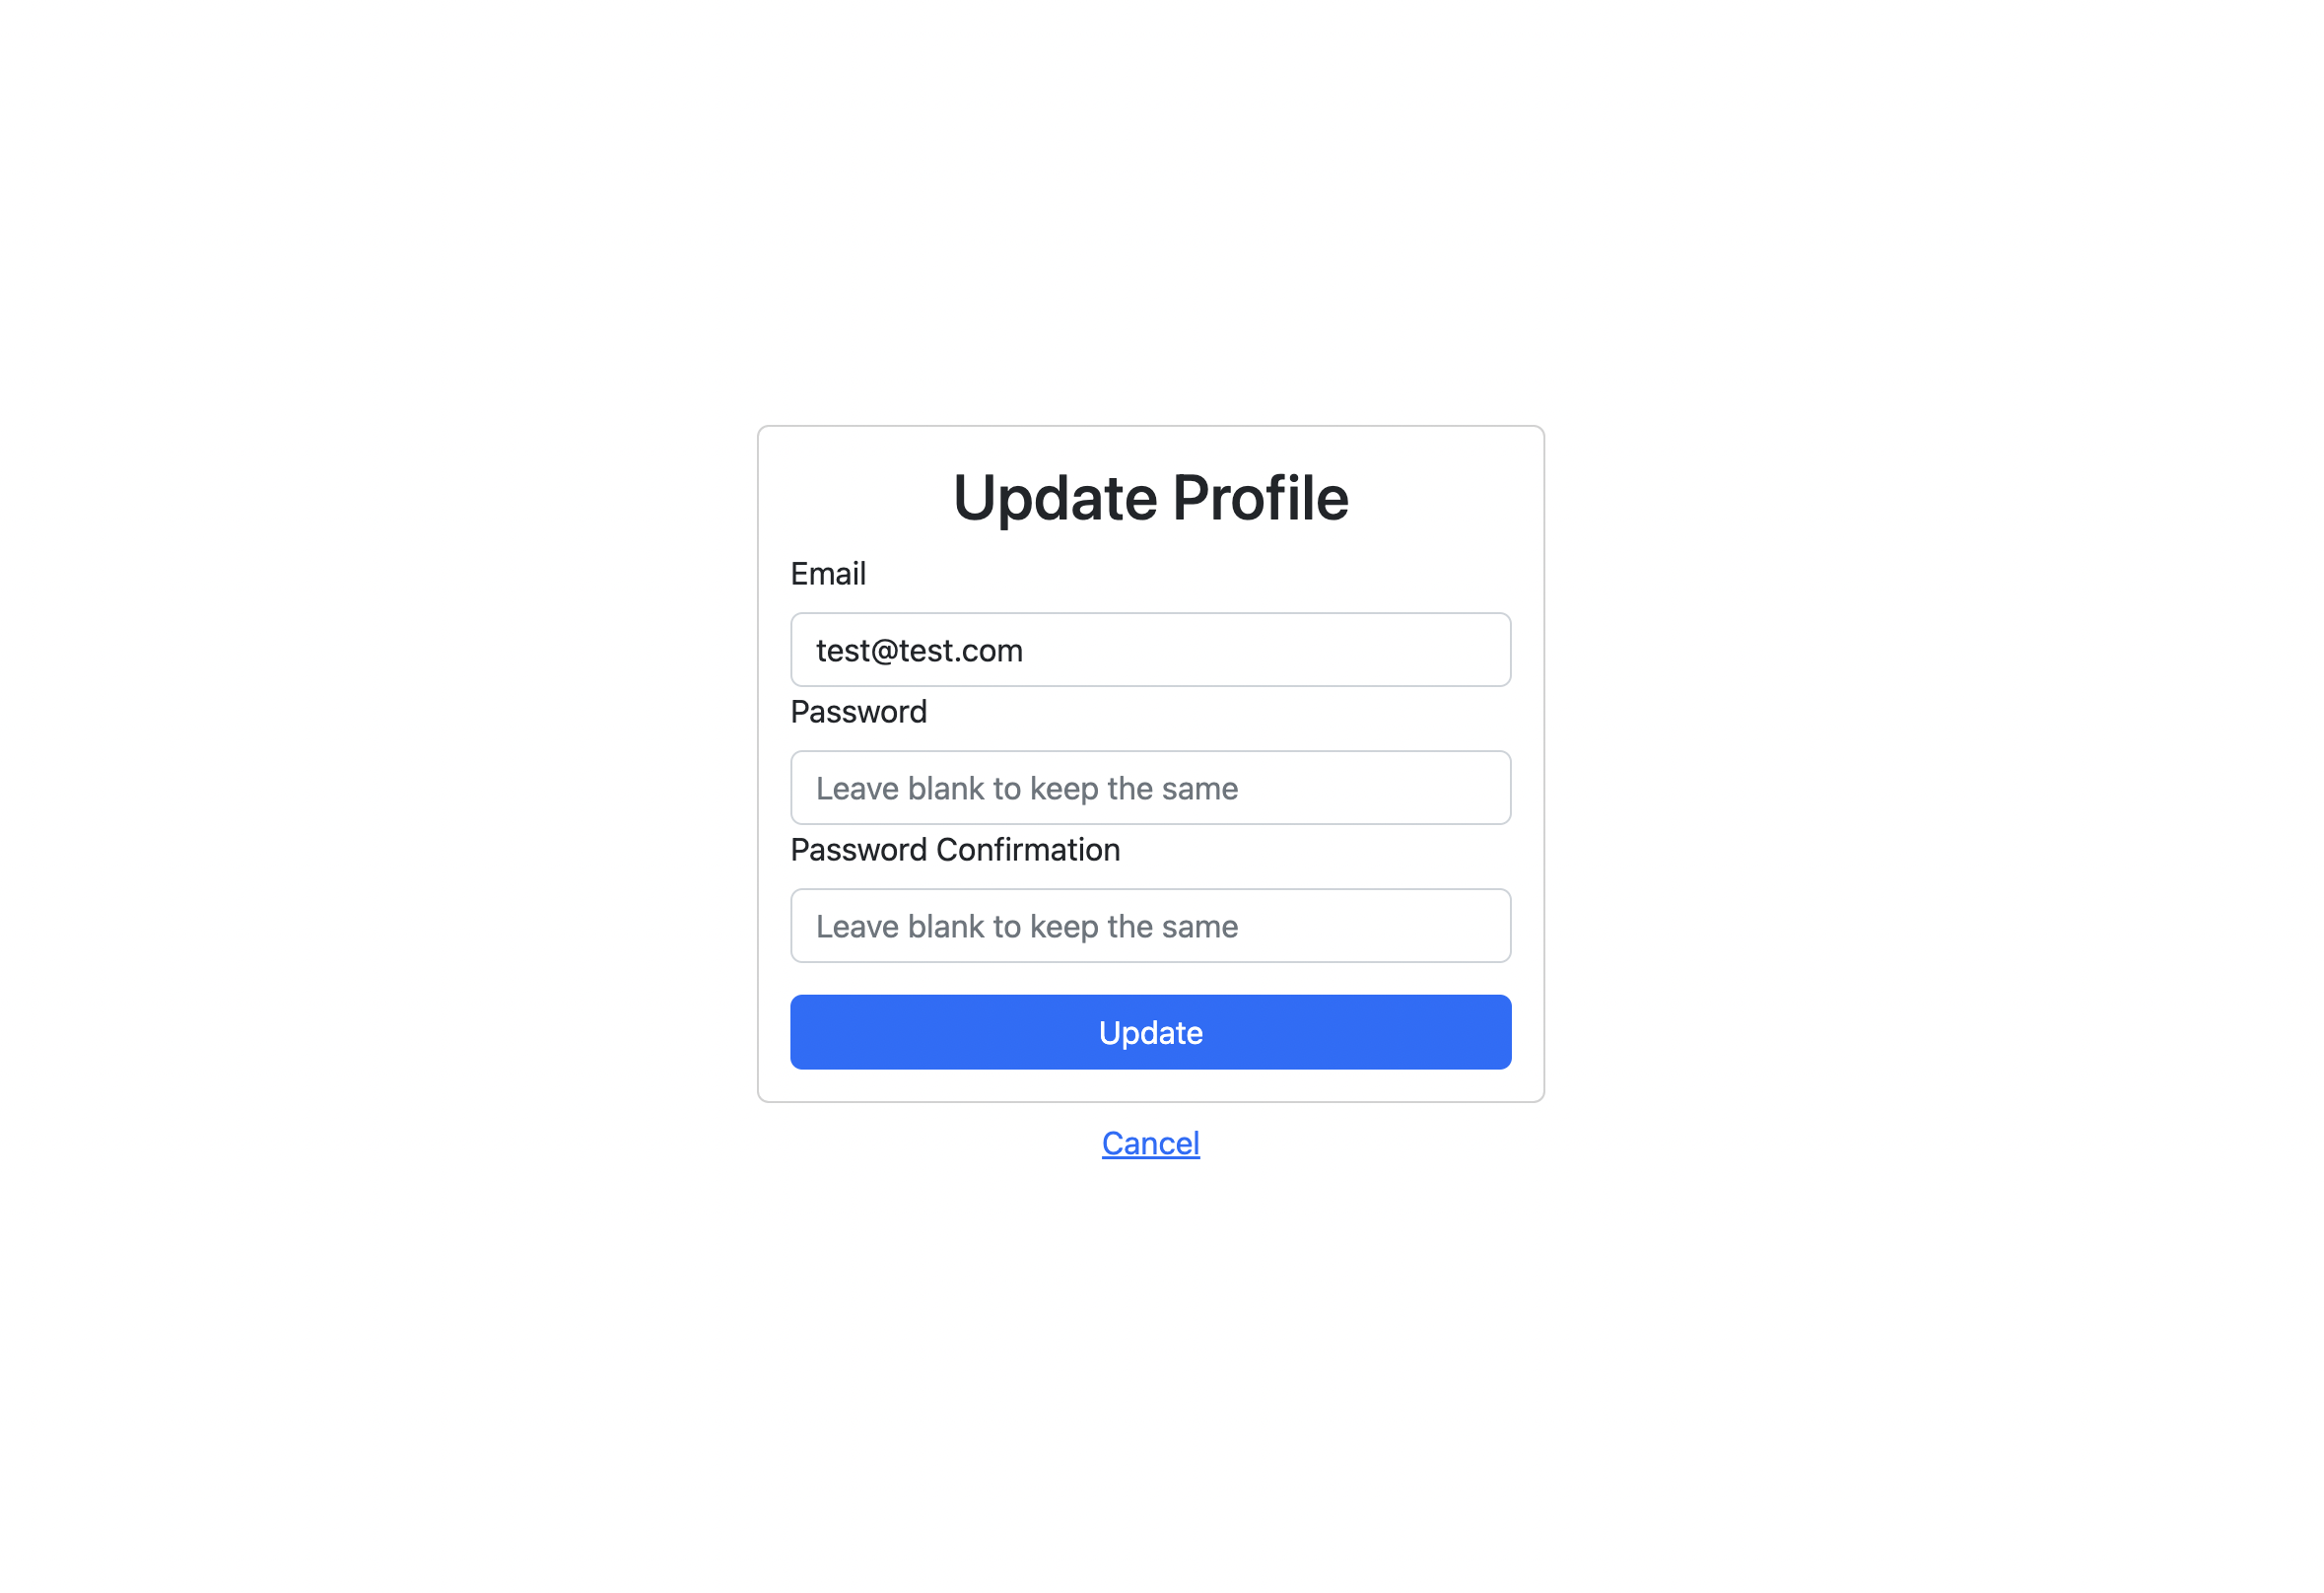 Update Profile
Email
test@test.com
Password
Leave blank to keep the same
Password Confirmation
Leave blank to keep the same
Update
Cancel